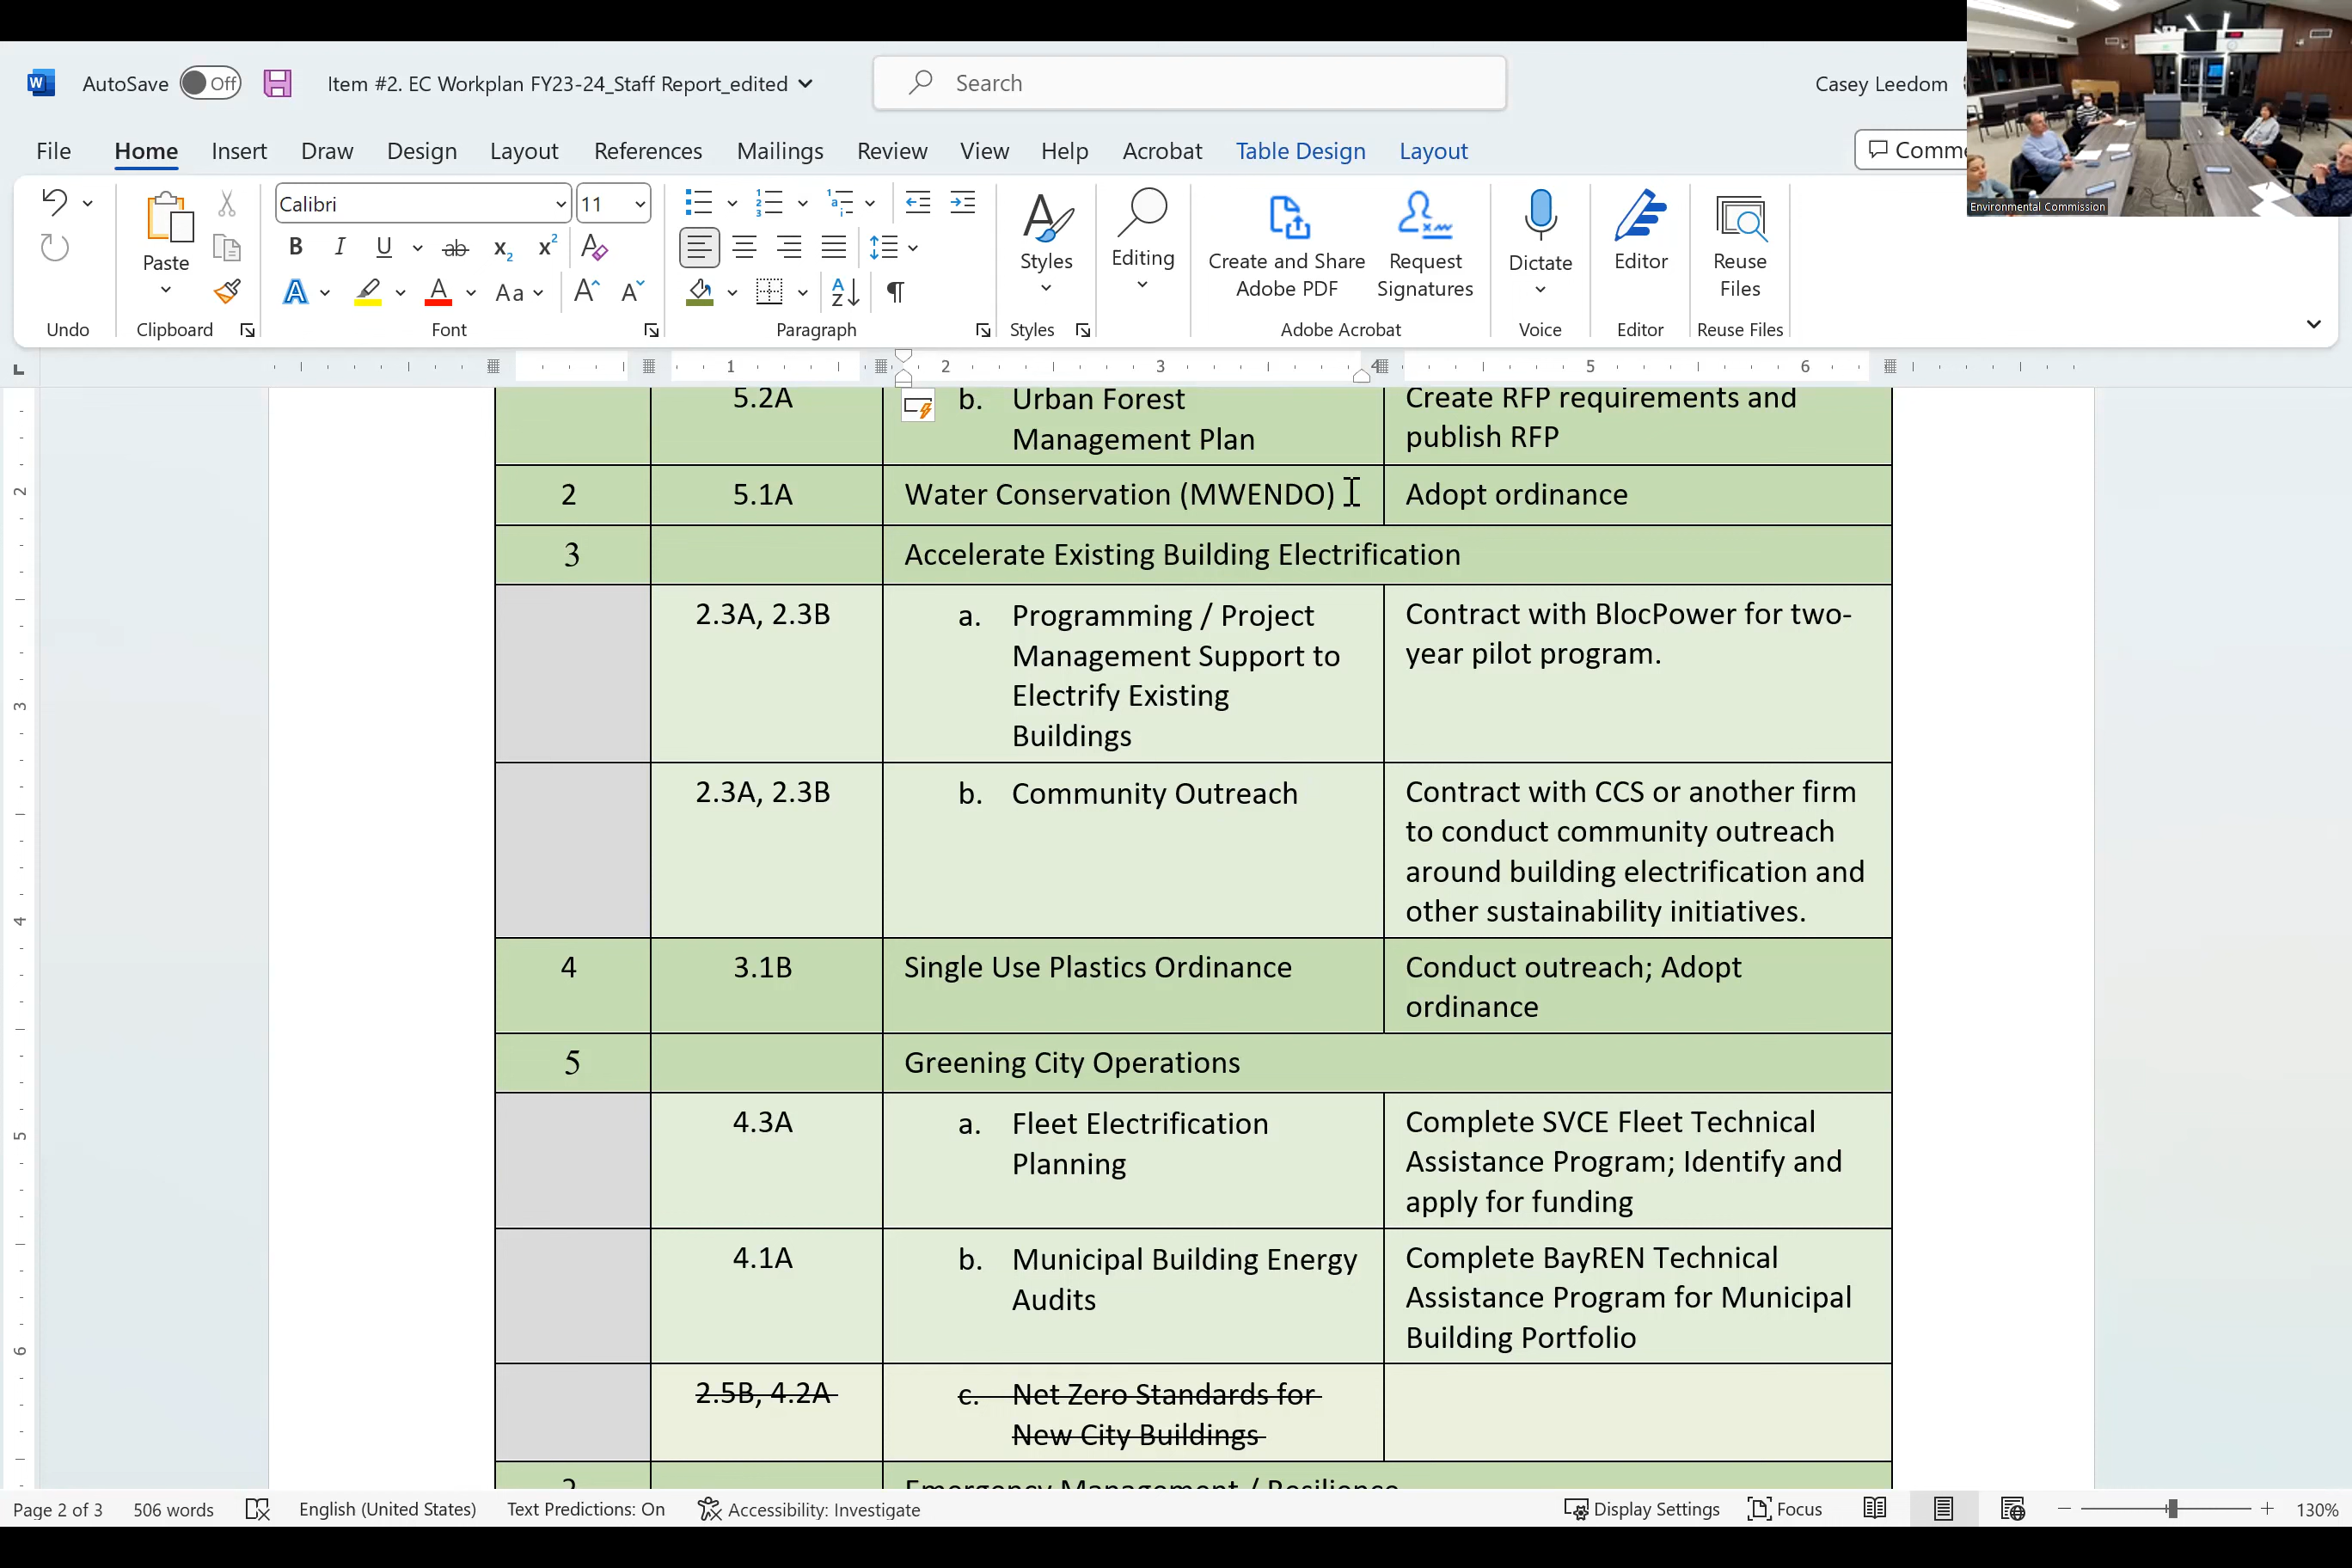 AutoSave
Off
Item #2. EC Workplan FY23-24_Staff Report_edited
Search
Casey Leedom
File
Home
Insert
Draw
Design
Layout
References
Mailings
Review
View
Help
Acrobat
Table Design
Layout
Comme
Environmental Commission
Paste
Calibri
11
Styles
Editing
Create and Share
Adobe PDF
Request
Signatures
Dictate
Editor
Reuse
Files
Undo
Clipboard
Font
Paragraph
Styles
Adobe Acrobat
Voice
Editor
Reuse Files
1 2 3 4 5 6
5.2A
b. Urban Forest
Management Plan
Create RFP requirements and
publish RFP
2
5.1A
Water Conservation (MWENDO)
Adopt ordinance
3
Accelerate Existing Building Electrification
2.3A, 2.3B
a. Programming / Project
Management Support to
Electrify Existing
Buildings
Contract with BlocPower for two-
year pilot program.
2.3A, 2.3B
b. Community Outreach
Contract with CCS or another firm
to conduct community outreach
around building electrification and
other sustainability initiatives.
4
3.1B
Single Use Plastics Ordinance
Conduct outreach; Adopt
ordinance
5
Greening City Operations
4.3A
a. Fleet Electrification
Planning
Complete SVCE Fleet Technical
Assistance Program; Identify and
apply for funding
4.1A
b. Municipal Building Energy
Audits
Complete BayREN Technical
Assistance Program for Municipal
Building Portfolio
2.5B, 4.2A
c. Net Zero Standards for
New City Buildings
Emergency Management / Resilience
Page 2 of 3
506 words
English (United States)
Text Predictions: On
Accessibility: Investigate
Display Settings
Focus
130%